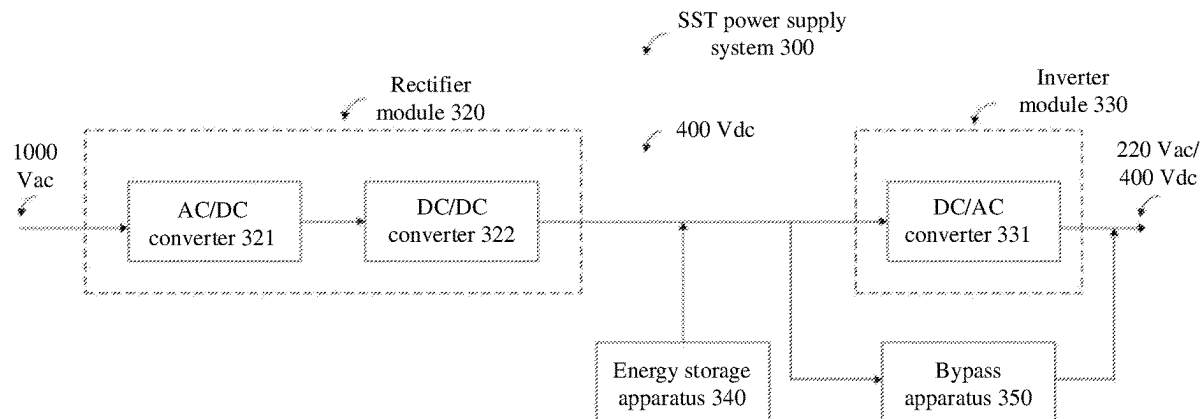 SST power supply
system 300
Rectifier
module 320
Inverter
module 330
400 Vdc
1000
Vac
220 Vac/
400 Vdc
AC/DC
converter 321
DC/DC
converter 322
DC/AC
converter 331
Energy storage
apparatus 340
Bypass
apparatus 350